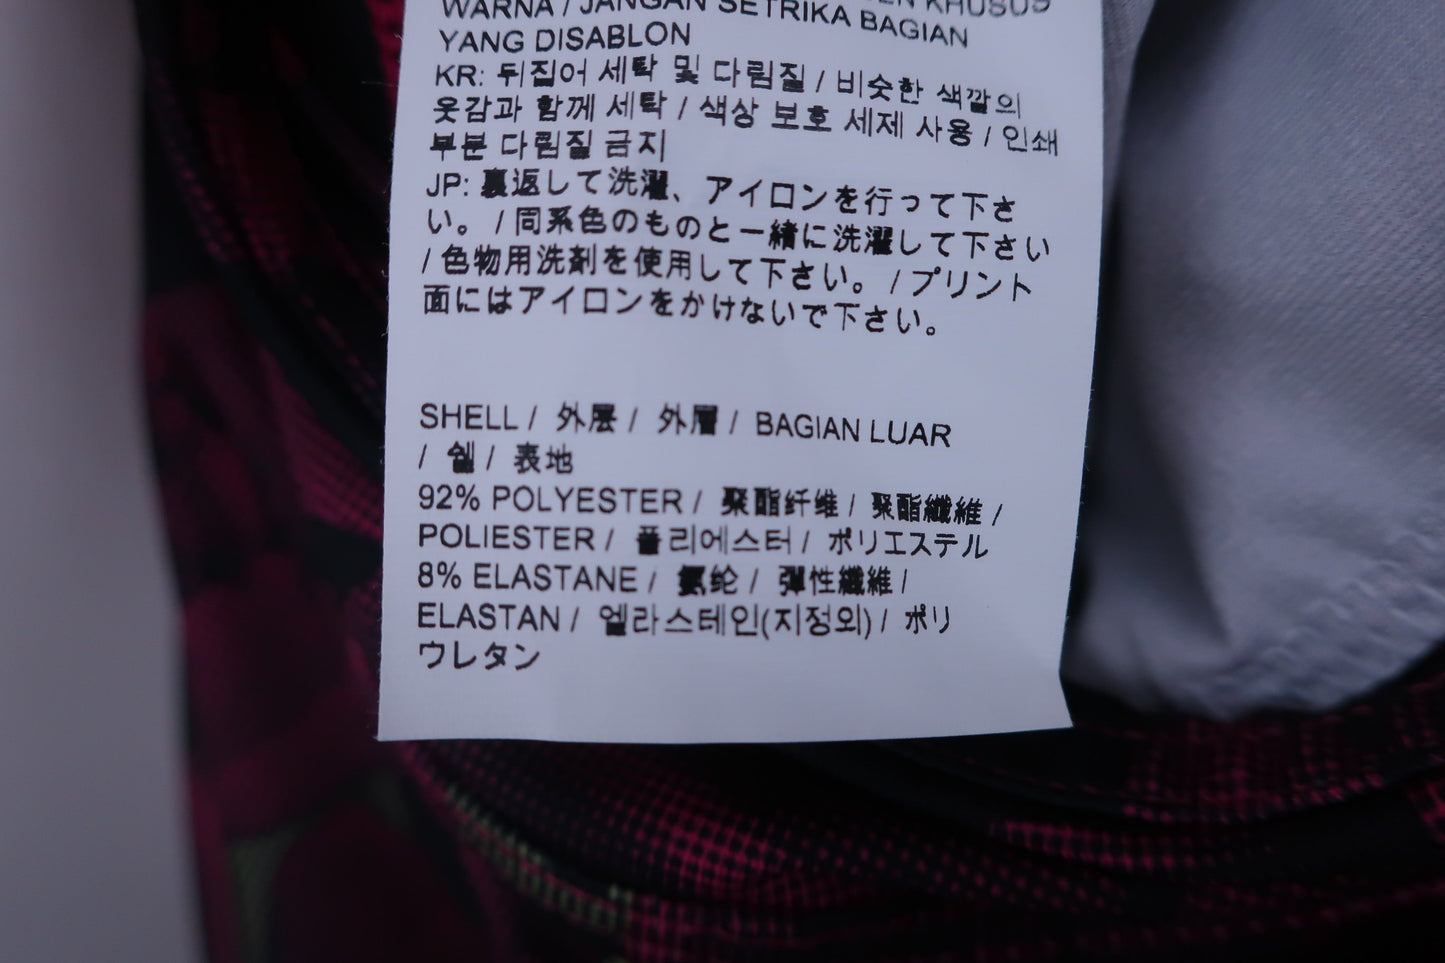 WARNA / JANGAN SETRIKA BAGIAN
YANG DISABLON
KR: 뒤집어 세탁 및 다림질 / 비슷한 색깔의
옷감과 함께 세탁 / 색상 보호 세제 사용 / 인쇄
부분 다림질 금지
JP: 裏返して洗濯、アイロンを行って下さ
い。 / 同系色のものと一緒に洗濯して下さい
/ 色物用洗剤を使用して下さい。 / プリント
面にはアイロンをかけないで下さい。
SHELL / 外层 / 外層 / BAGIAN LUAR
/ 쉘 / 表地
92% POLYESTER / 聚酯纤维 / 聚酯纖維 /
POLIESTER / 폴리에스터 / ポリエステル
8% ELASTANE / 氨纶 / 彈性纖維 /
ELASTAN / 엘라스테인(지정외) / ポリ
ウレタン